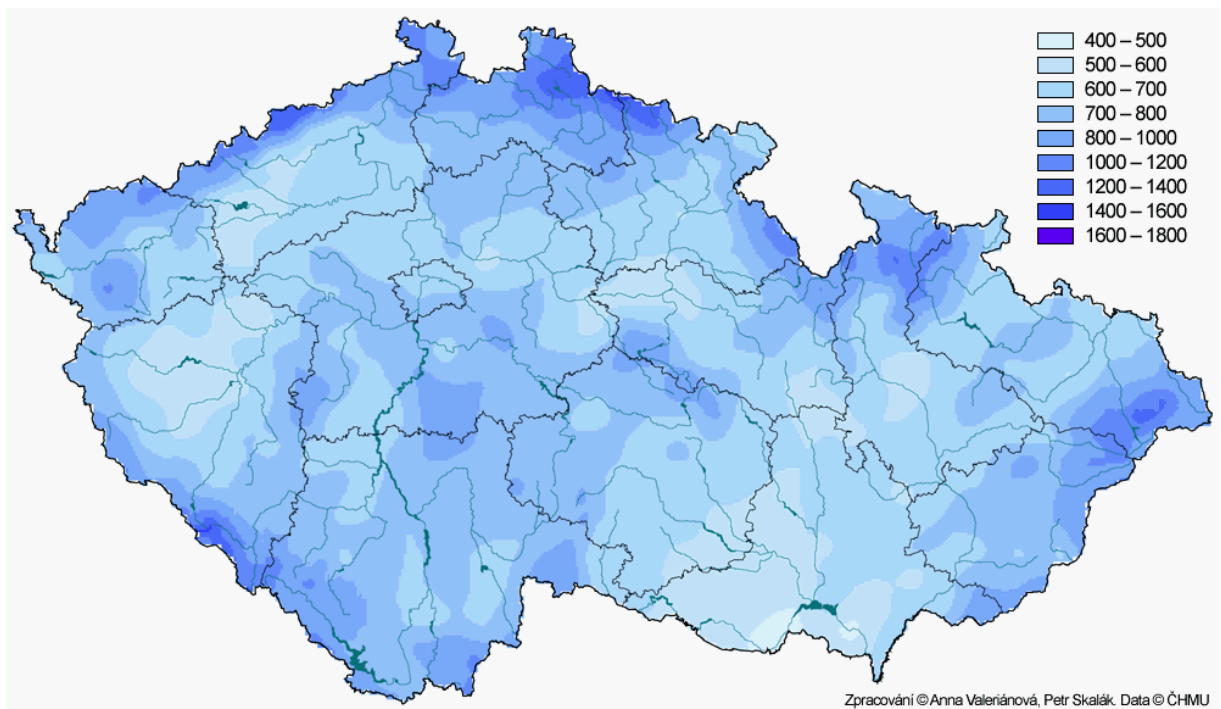 400 – 500
500 – 600
600 – 700
700 – 800
800 – 1000
1000 – 1200
1200 – 1400
1400 – 1600
1600 – 1800
Zpracování © Anna Valeriánová, Petr Skalák. Data © ČHMU